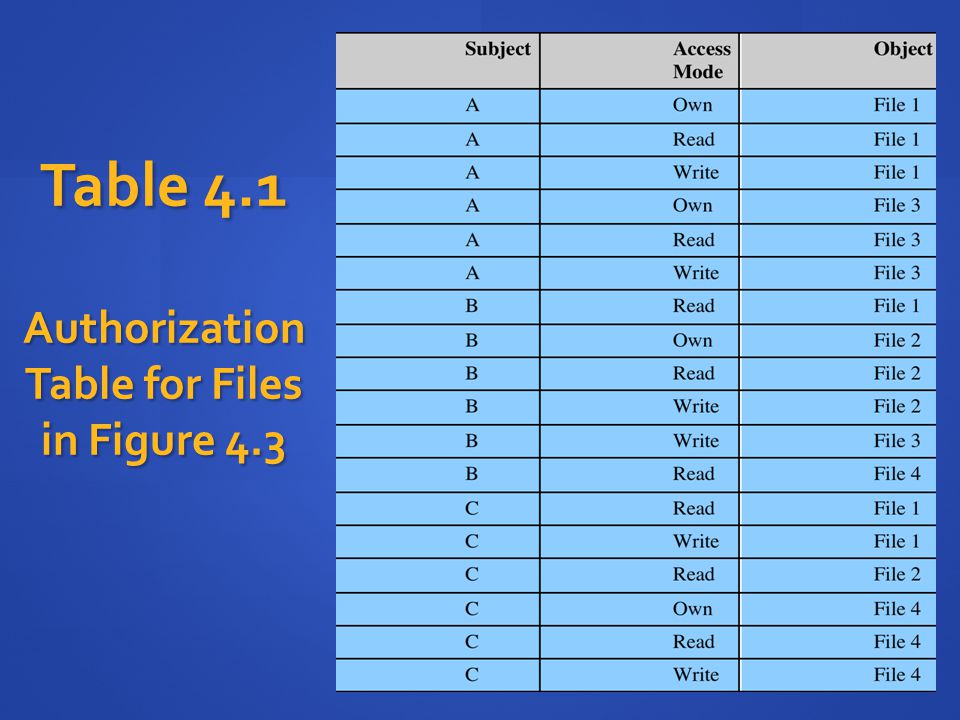 Table 4.1
Authorization
Table for Files
in Figure 4.3
Subject Access Mode Object
A Own File 1
A Read File 1
A Write File 1
A Own File 3
A Read File 3
A Write File 3
B Read File 1
B Own File 2
B Read File 2
B Write File 2
B Write File 3
B Read File 4
C Read File 1
C Write File 1
C Read File 2
C Own File 4
C Read File 4
C Write File 4